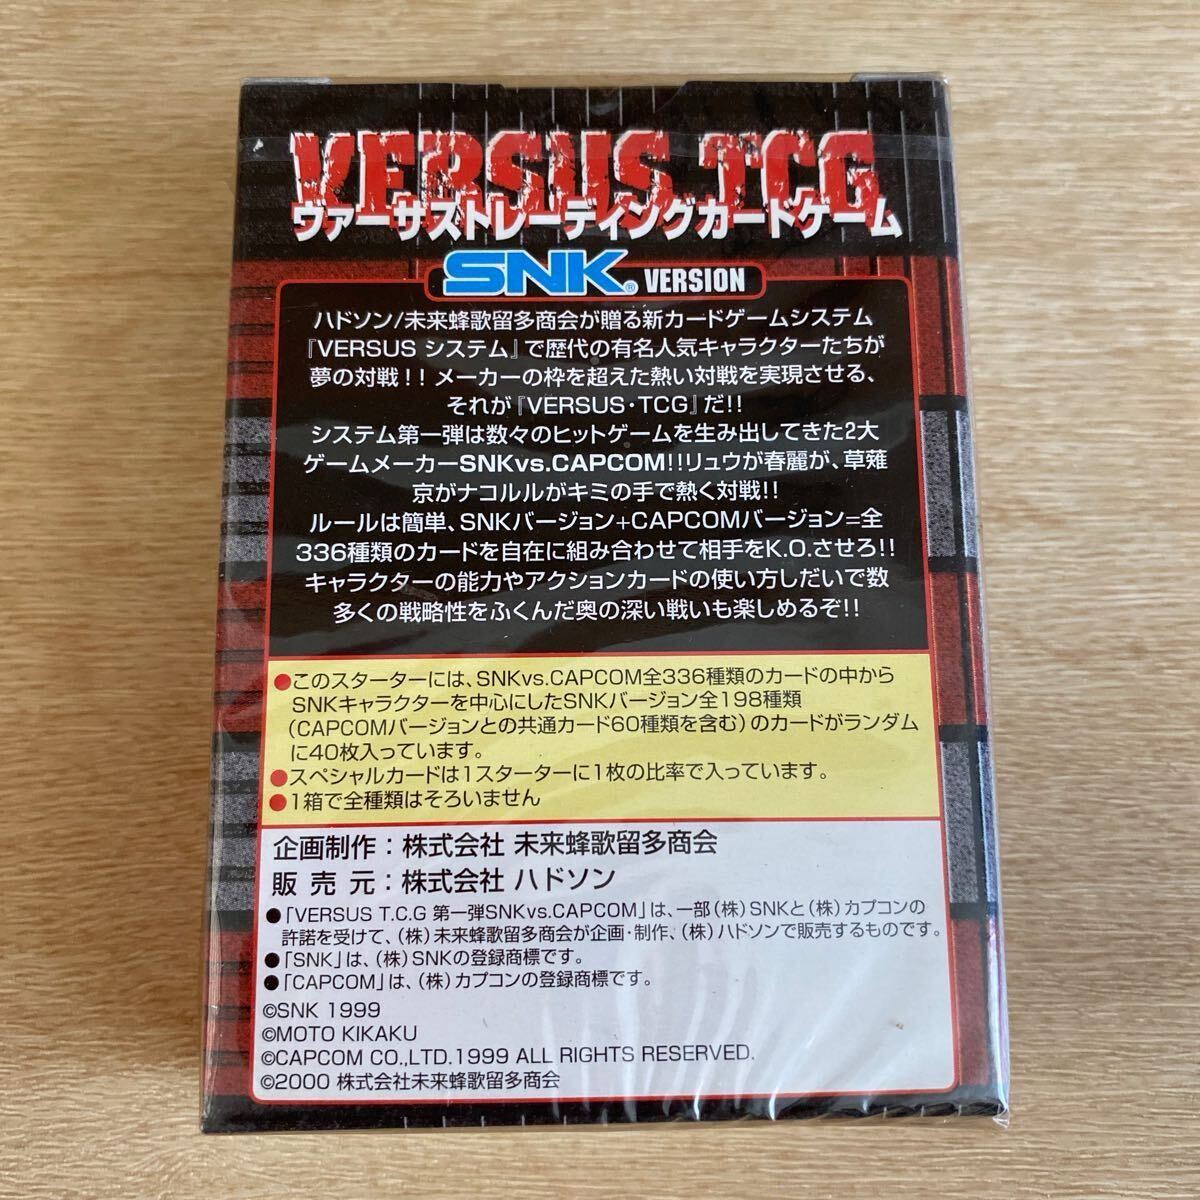 VERSUS TCG
ヴァーサストレーディングカードゲーム
SNK® VERSION
ハドソン/未来蜂歌留多商会が贈る新カードゲームシステム
『VERSUS システム』で歴代の有名人気キャラクターたちが
夢の対戦!! メーカーの枠を超えた熱い対戦を実現させる、
それが『VERSUS・TCG』だ!!
システム第一弾は数々のヒットゲームを生み出してきた2大
ゲームメーカーSNKvs.CAPCOM!!リュウが春麗が、草薙
京がナコルルがキミの手で熱く対戦!!
ルールは簡単、SNKバージョン+CAPCOMバージョン=全
336種類のカードを自在に組み合わせて相手をK.O.させろ!!
キャラクターの能力やアクションカードの使い方しだいで数
多くの戦略性をふくんだ奥の深い戦いも楽しめるぞ!!
●このスターターには、SNKvs.CAPCOM全336種類のカードの中から
SNKキャラクターを中心にしたSNKバージョン全198種類
(CAPCOMバージョンとの共通カード60種類を含む)のカードがランダム
に40枚入っています。
●スペシャルカードは1スターターに1枚の比率で入っています。
●1箱で全種類はそろいません
企画制作:株式会社 未来蜂歌留多商会
販売元:株式会社 ハドソン
●「VERSUS T.C.G 第一弾SNKvs.CAPCOM」は、一部(株)SNKと(株)カプコンの
許諾を受けて、(株)未来蜂歌留多商会が企画・制作、(株)ハドソンで販売するものです。
●「SNK」は、(株)SNKの登録商標です。
●「CAPCOM」は、(株)カプコンの登録商標です。
©SNK 1999
©MOTO KIKAKU
©CAPCOM CO.,LTD.1999 ALL RIGHTS RESERVED.
©2000 株式会社未来蜂歌留多商会